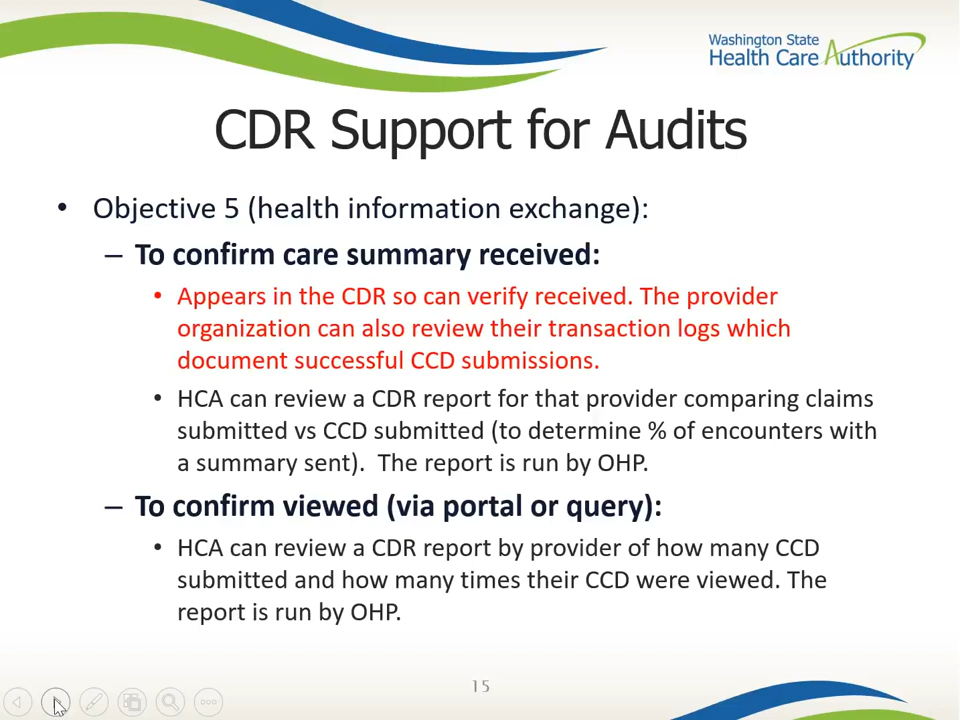 Washington State
Health Care Authority
CDR Support for Audits
• Objective 5 (health information exchange):
– To confirm care summary received:
• Appears in the CDR so can verify received. The provider
organization can also review their transaction logs which
document successful CCD submissions.
• HCA can review a CDR report for that provider comparing claims
submitted vs CCD submitted (to determine % of encounters with
a summary sent).  The report is run by OHP.
– To confirm viewed (via portal or query):
• HCA can review a CDR report by provider of how many CCD
submitted and how many times their CCD were viewed. The
report is run by OHP.
15